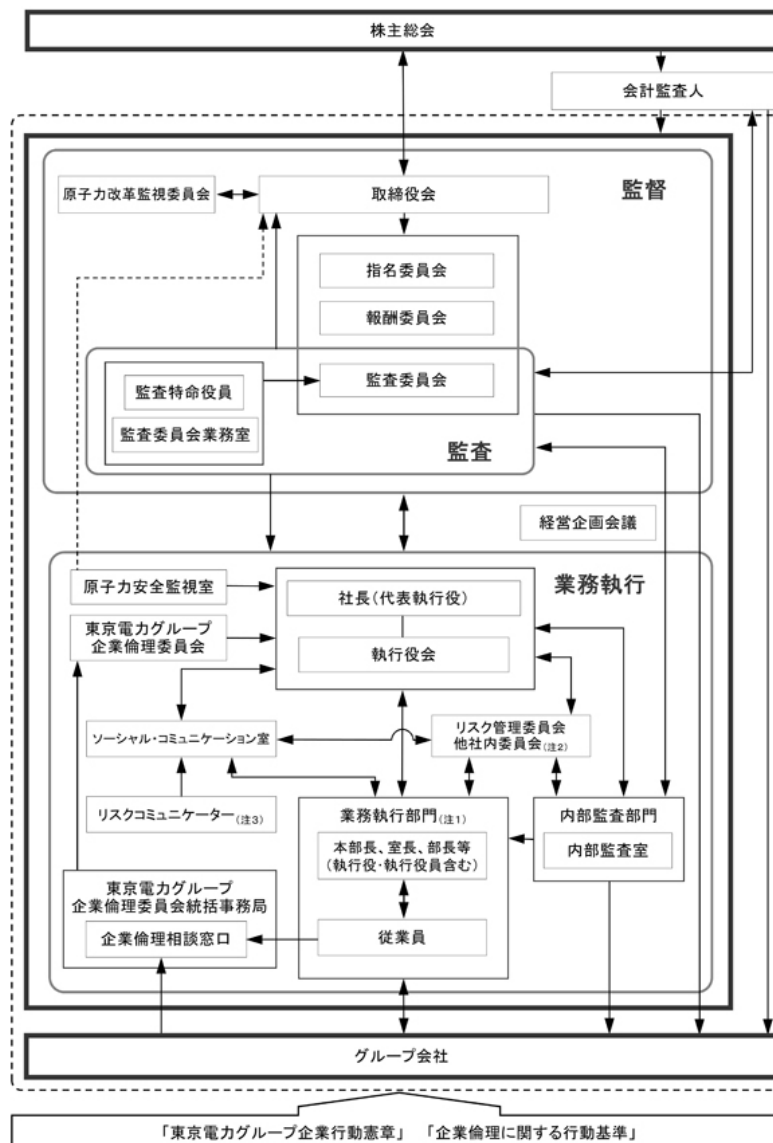 株主総会
会計監査人
監督
原子力改革監視委員会
取締役会
指名委員会
報酬委員会
監査委員会
監査特命役員
監査委員会業務室
監査
経営企画会議
業務執行
原子力安全監視室
社長(代表執行役)
東京電力グループ
企業倫理委員会
執行役会
ソーシャル・コミュニケーション室
リスク管理委員会
他社内委員会(注2)
リスクコミュニケーター(注3)
業務執行部門(注1)
本部長、室長、部長等
(執行役・執行役員含む)
従業員
内部監査部門
内部監査室
東京電力グループ
企業倫理委員会統括事務局
企業倫理相談窓口
グループ会社
「東京電力グループ企業行動憲章」 「企業倫理に関する行動基準」